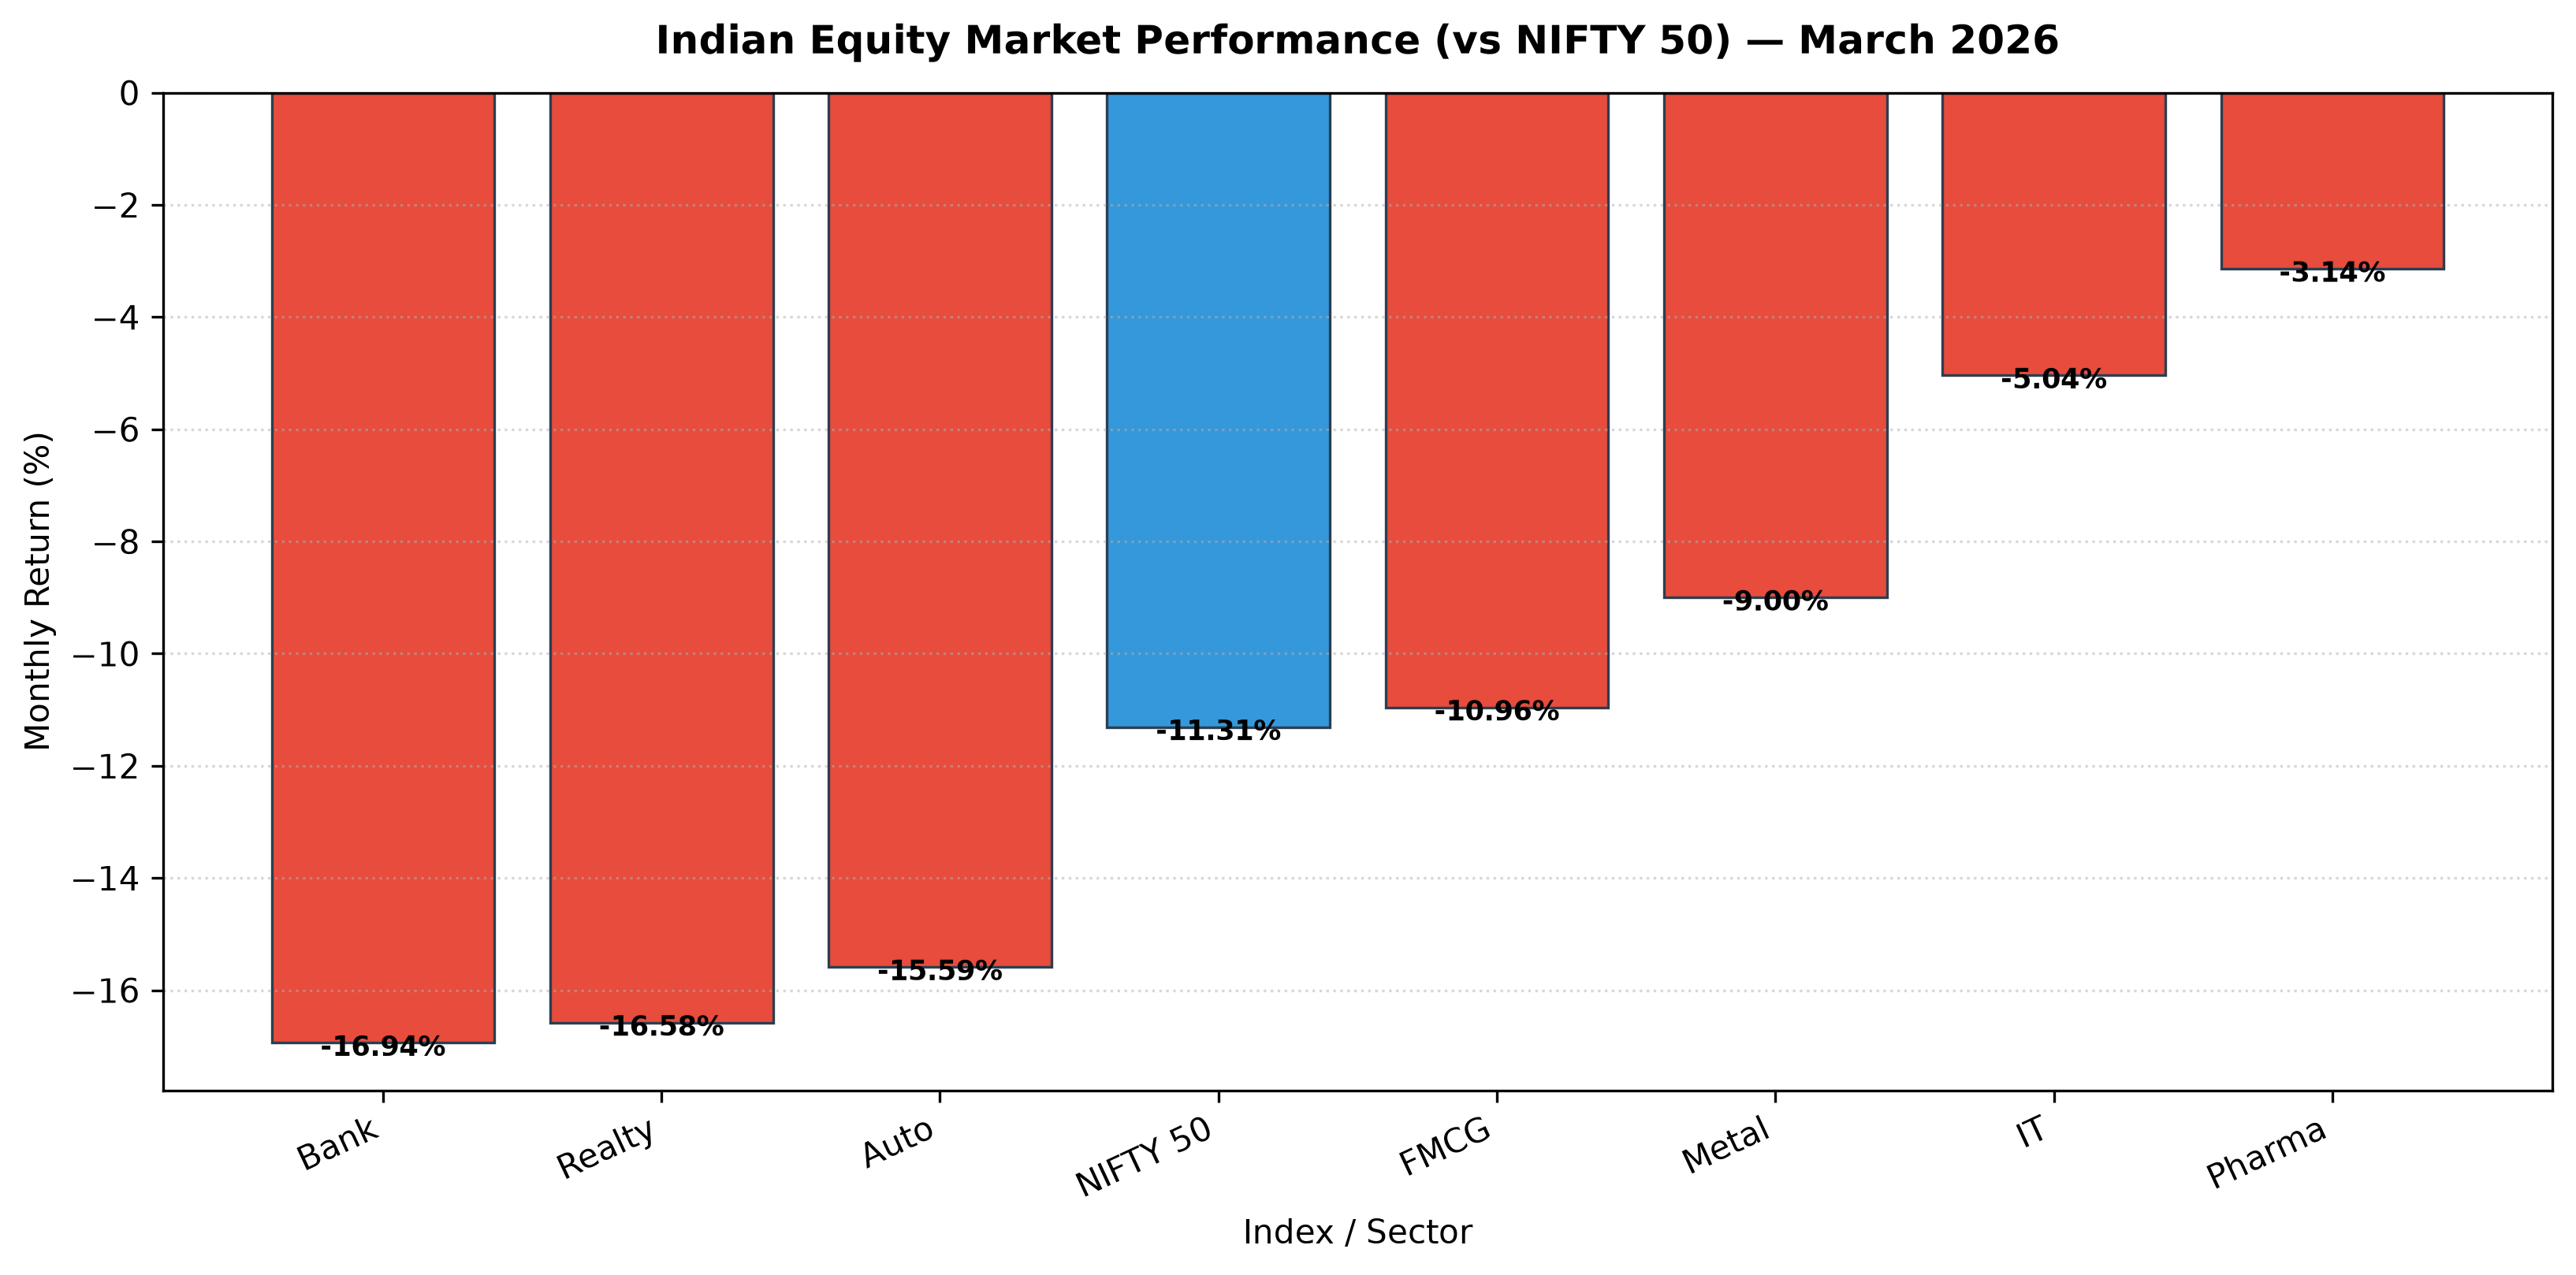 Indian Equity Market Performance (vs NIFTY 50) — March 2026
Monthly Return (%)
0
−2
−4
−6
−8
−10
−12
−14
−16
-16.94%
-16.58%
-15.59%
-11.31%
-10.96%
-9.00%
-5.04%
-3.14%
Bank
Realty
Auto
NIFTY 50
FMCG
Metal
IT
Pharma
Index / Sector